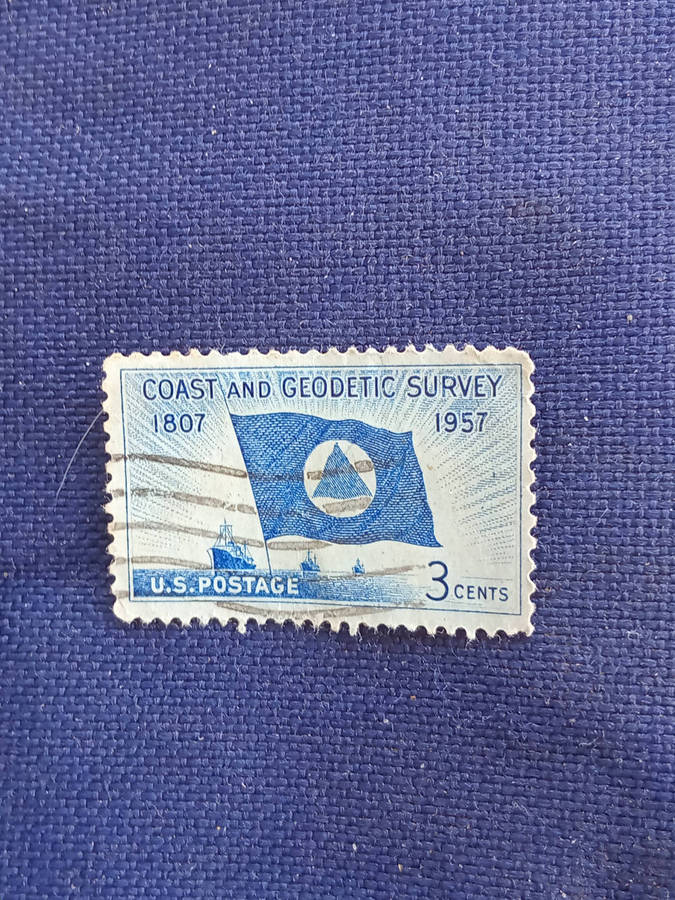 COAST AND GEODETIC SURVEY
1807 1957
U.S. POSTAGE 3 CENTS